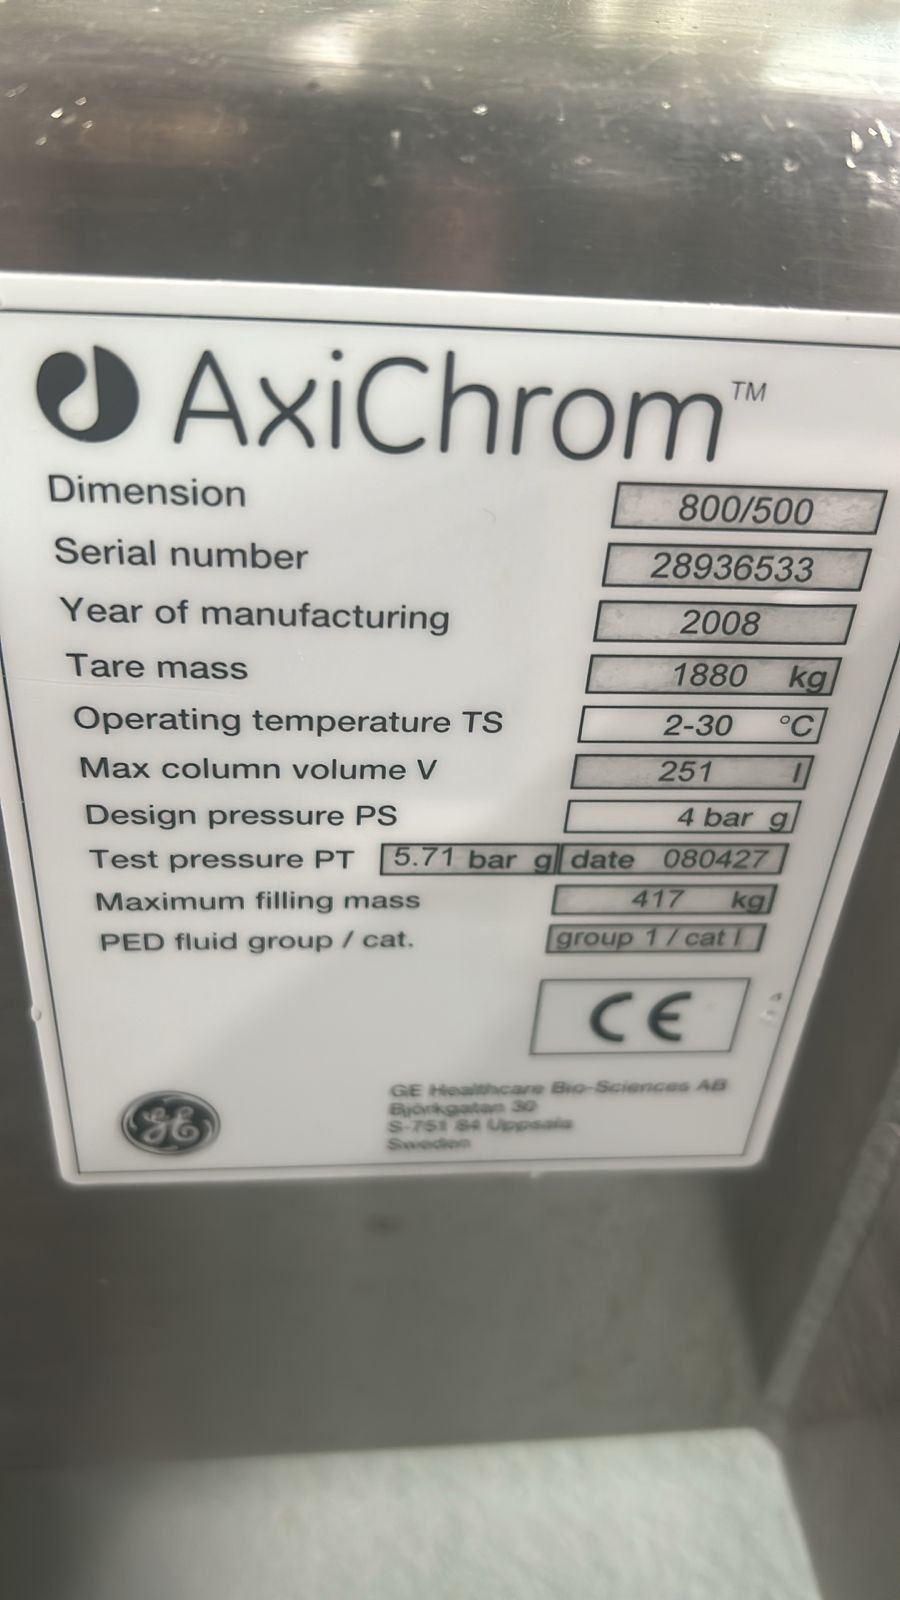 AxiChrom™
Dimension 800/500
Serial number 28936533
Year of manufacturing 2008
Tare mass 1880 kg
Operating temperature TS 2-30 °C
Max column volume V 251 l
Design pressure PS 4 bar g
Test pressure PT 5.71 bar g date 080427
Maximum filling mass 417 kg
PED fluid group / cat. group 1 / cat I
CE
GE Healthcare Bio-Sciences AB
Björkgatan 30
S-751 84 Uppsala
Sweden
GE